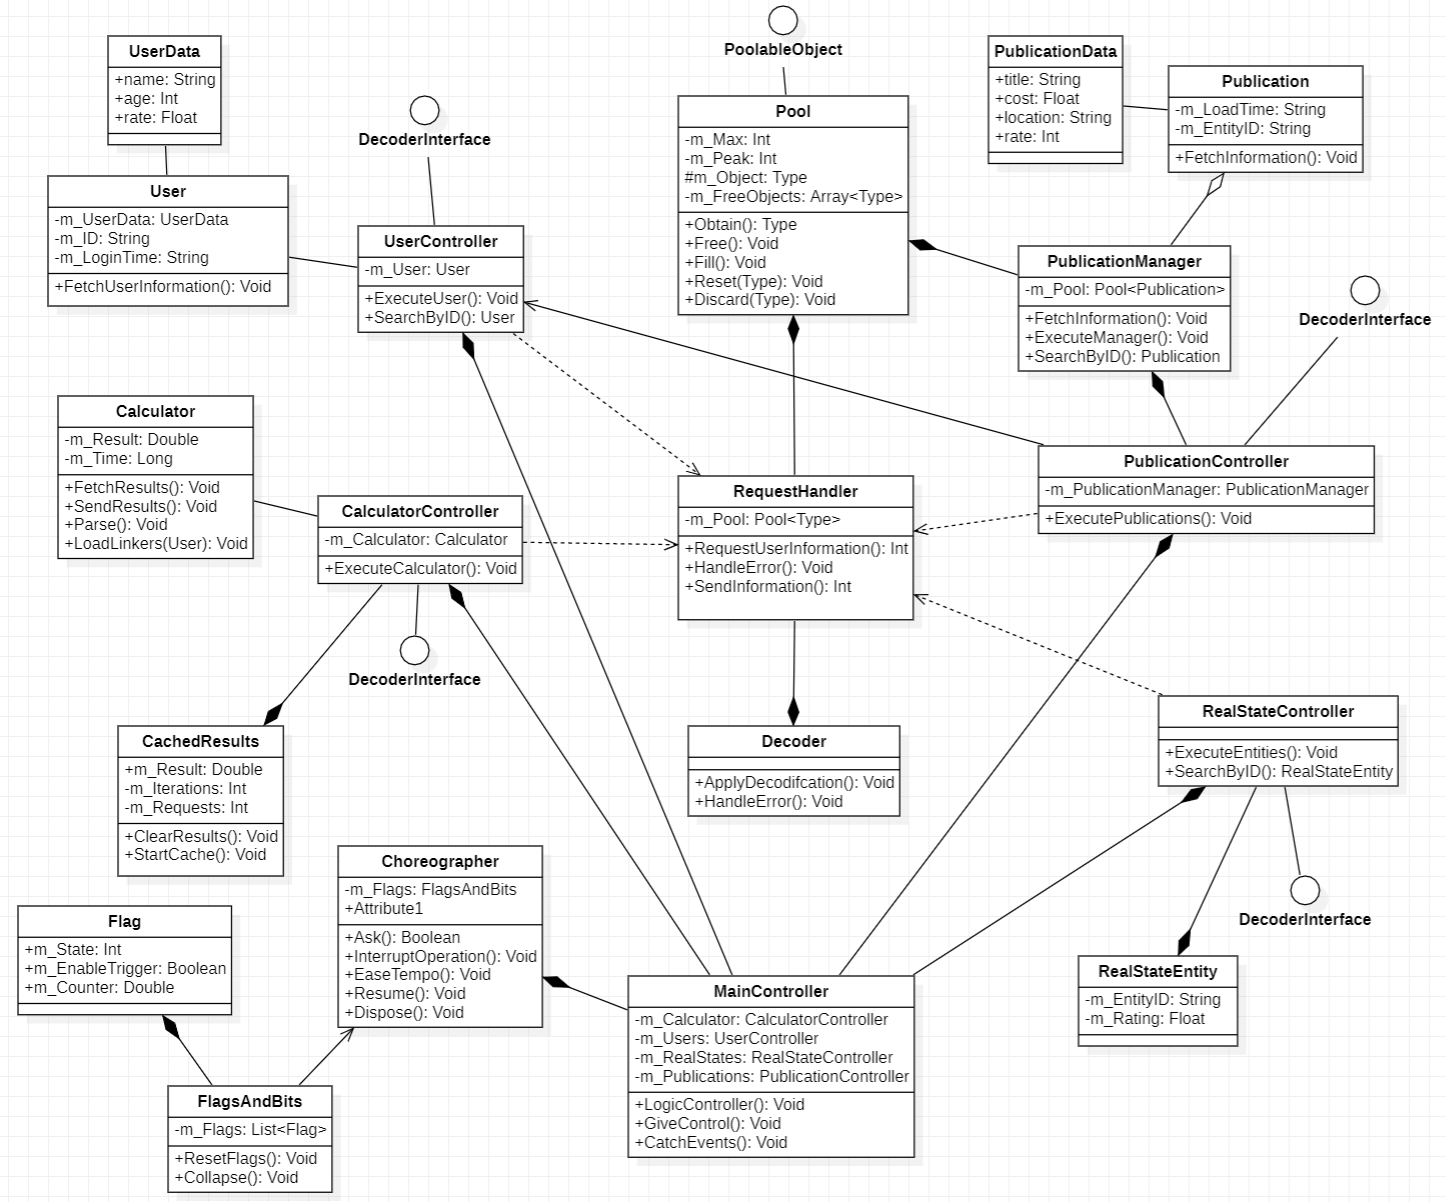 PoolableObject
UserData
+name: String
+age: Int
+rate: Float
PublicationData
+title: String
+cost: Float
+location: String
+rate: Int
Publication
-m_LoadTime: String
-m_EntityID: String
+FetchInformation(): Void
DecoderInterface
Pool
-m_Max: Int
-m_Peak: Int
#m_Object: Type
-m_FreeObjects: Array<Type>
+Obtain(): Type
+Free(): Void
+Fill(): Void
+Reset(Type): Void
+Discard(Type): Void
User
-m_UserData: UserData
-m_ID: String
-m_LoginTime: String
+FetchUserInformation(): Void
UserController
-m_User: User
+ExecuteUser(): Void
+SearchByID(): User
PublicationManager
-m_Pool: Pool<Publication>
+FetchInformation(): Void
+ExecuteManager(): Void
+SearchByID(): Publication
DecoderInterface
Calculator
-m_Result: Double
-m_Time: Long
+FetchResults(): Void
+SendResults(): Void
+Parse(): Void
+LoadLinkers(User): Void
CalculatorController
-m_Calculator: Calculator
+ExecuteCalculator(): Void
RequestHandler
-m_Pool: Pool<Type>
+RequestUserInformation(): Int
+HandleError(): Void
+SendInformation(): Int
PublicationController
-m_PublicationManager: PublicationManager
+ExecutePublications(): Void
DecoderInterface
CachedResults
+m_Result: Double
-m_Iterations: Int
-m_Requests: Int
+ClearResults(): Void
+StartCache(): Void
Decoder
+ApplyDecodifcation(): Void
+HandleError(): Void
RealStateController
+ExecuteEntities(): Void
+SearchByID(): RealStateEntity
DecoderInterface
Choreographer
-m_Flags: FlagsAndBits
+Attribute1
+Ask(): Boolean
+InterruptOperation(): Void
+EaseTempo(): Void
+Resume(): Void
+Dispose(): Void
Flag
+m_State: Int
+m_EnableTrigger: Boolean
+m_Counter: Double
MainController
-m_Calculator: CalculatorController
-m_Users: UserController
-m_RealStates: RealStateController
-m_Publications: PublicationController
+LogicController(): Void
+GiveControl(): Void
+CatchEvents(): Void
RealStateEntity
-m_EntityID: String
-m_Rating: Float
FlagsAndBits
-m_Flags: List<Flag>
+ResetFlags(): Void
+Collapse(): Void